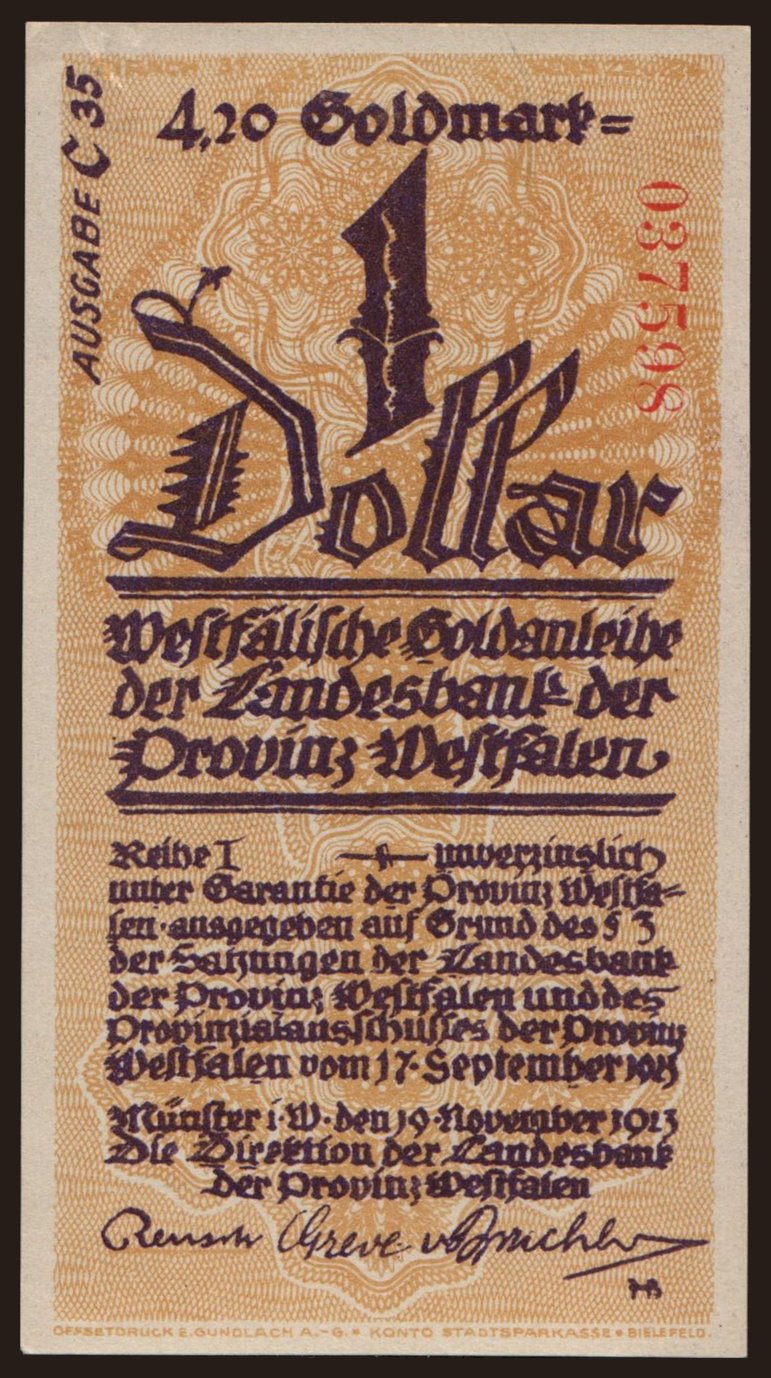 AUSGABE C 35
4,20 Goldmark =
037598
1
Dollar
Westfälische Goldanleihe
der Landesbank der
Provinz Westfalen
Reihe I unverzinslich
unter Garantie der Provinz Westfa=
len · ausgegeben auf Grund des § 3
der Satzungen der Landesbank
der Provinz Westfalen und des
Provinzialausschusses der Provinz
Westfalen vom 17. September 1923
Münster i. W. den 19. November 1923
Die Direktion der Landesbank
der Provinz Westfalen
Greve
OFFSETDRUCK E. GUNDLACH A.-G. * KONTO STADTSPARKASSE * BIELEFELD.